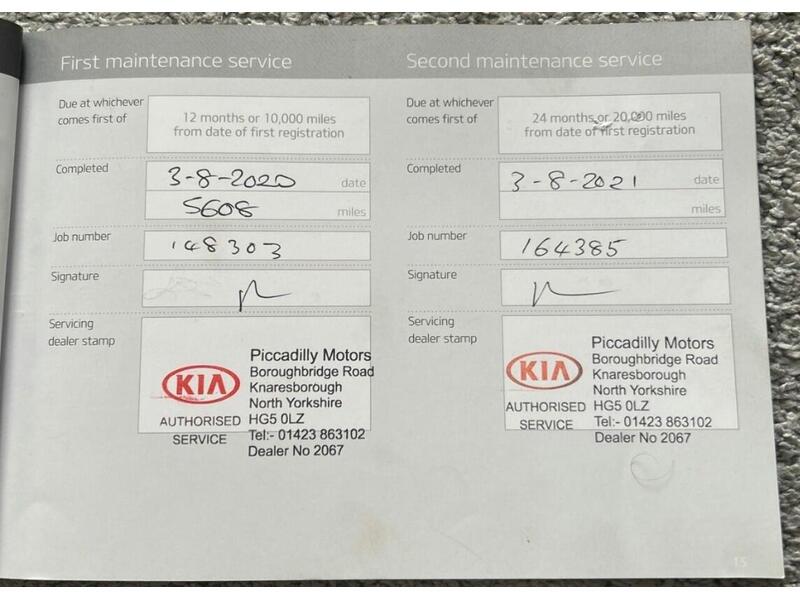 First maintenance service
Due at whichever
comes first of
12 months or 10,000 miles
from date of first registration
Completed
3-8-2020 date
5608 miles
Job number
148303
Signature
Servicing
dealer stamp
KIA
AUTHORISED
SERVICE
Piccadilly Motors
Boroughbridge Road
Knaresborough
North Yorkshire
HG5 0LZ
Tel:- 01423 863102
Dealer No 2067
Second maintenance service
Due at whichever
comes first of
24 months or 20,000 miles
from date of first registration
Completed
3-8-2021 date
miles
Job number
164385
Signature
Servicing
dealer stamp
KIA
AUTHORISED
SERVICE
Piccadilly Motors
Boroughbridge Road
Knaresborough
North Yorkshire
HG5 0LZ
Tel:- 01423 863102
Dealer No 2067
15